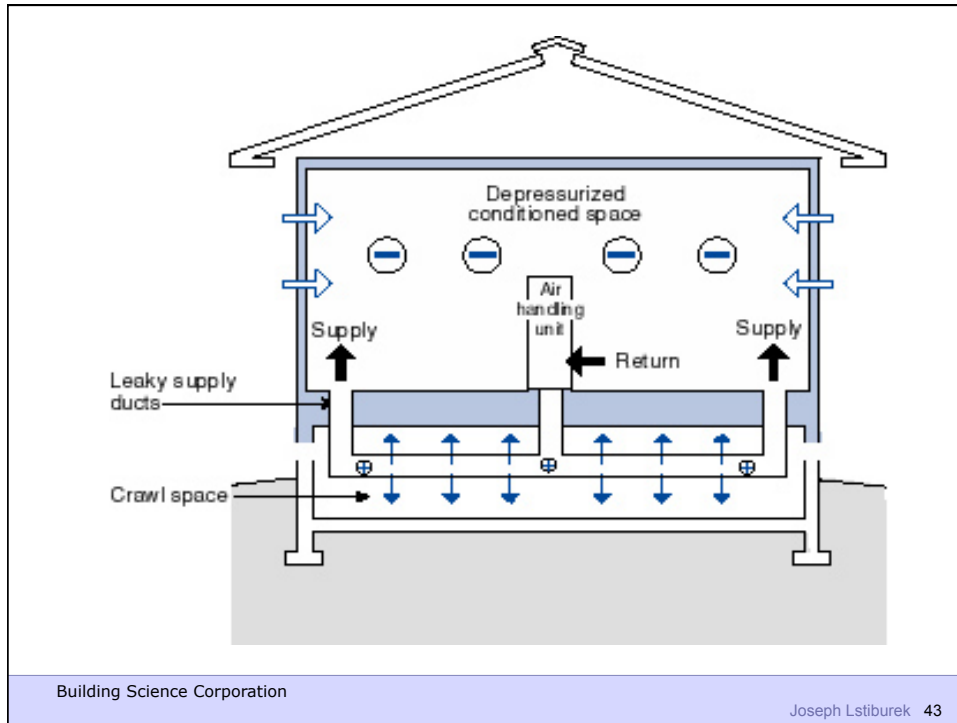 Depressurized
conditioned space
Air
handling
unit
Supply
Supply
Return
Leaky supply
ducts
Crawl space
Building Science Corporation
Joseph Lstiburek 43